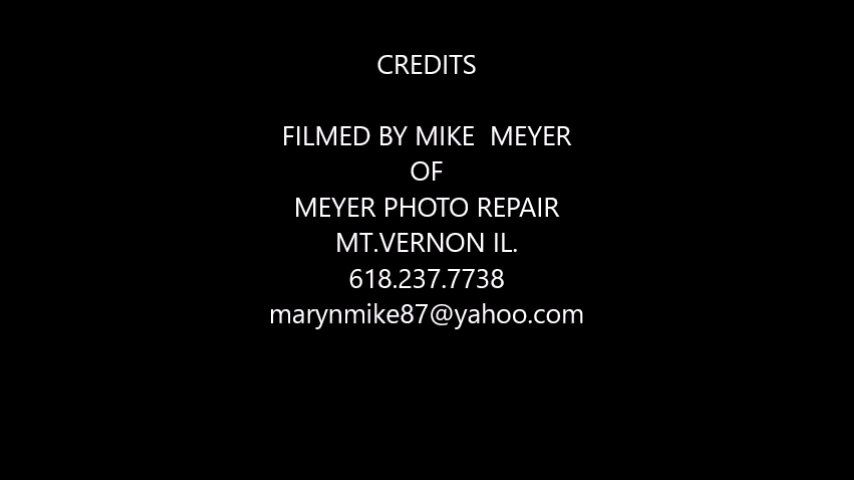 CREDITS
FILMED BY MIKE  MEYER
OF
MEYER PHOTO REPAIR
MT.VERNON IL.
618.237.7738
marynmike87@yahoo.com